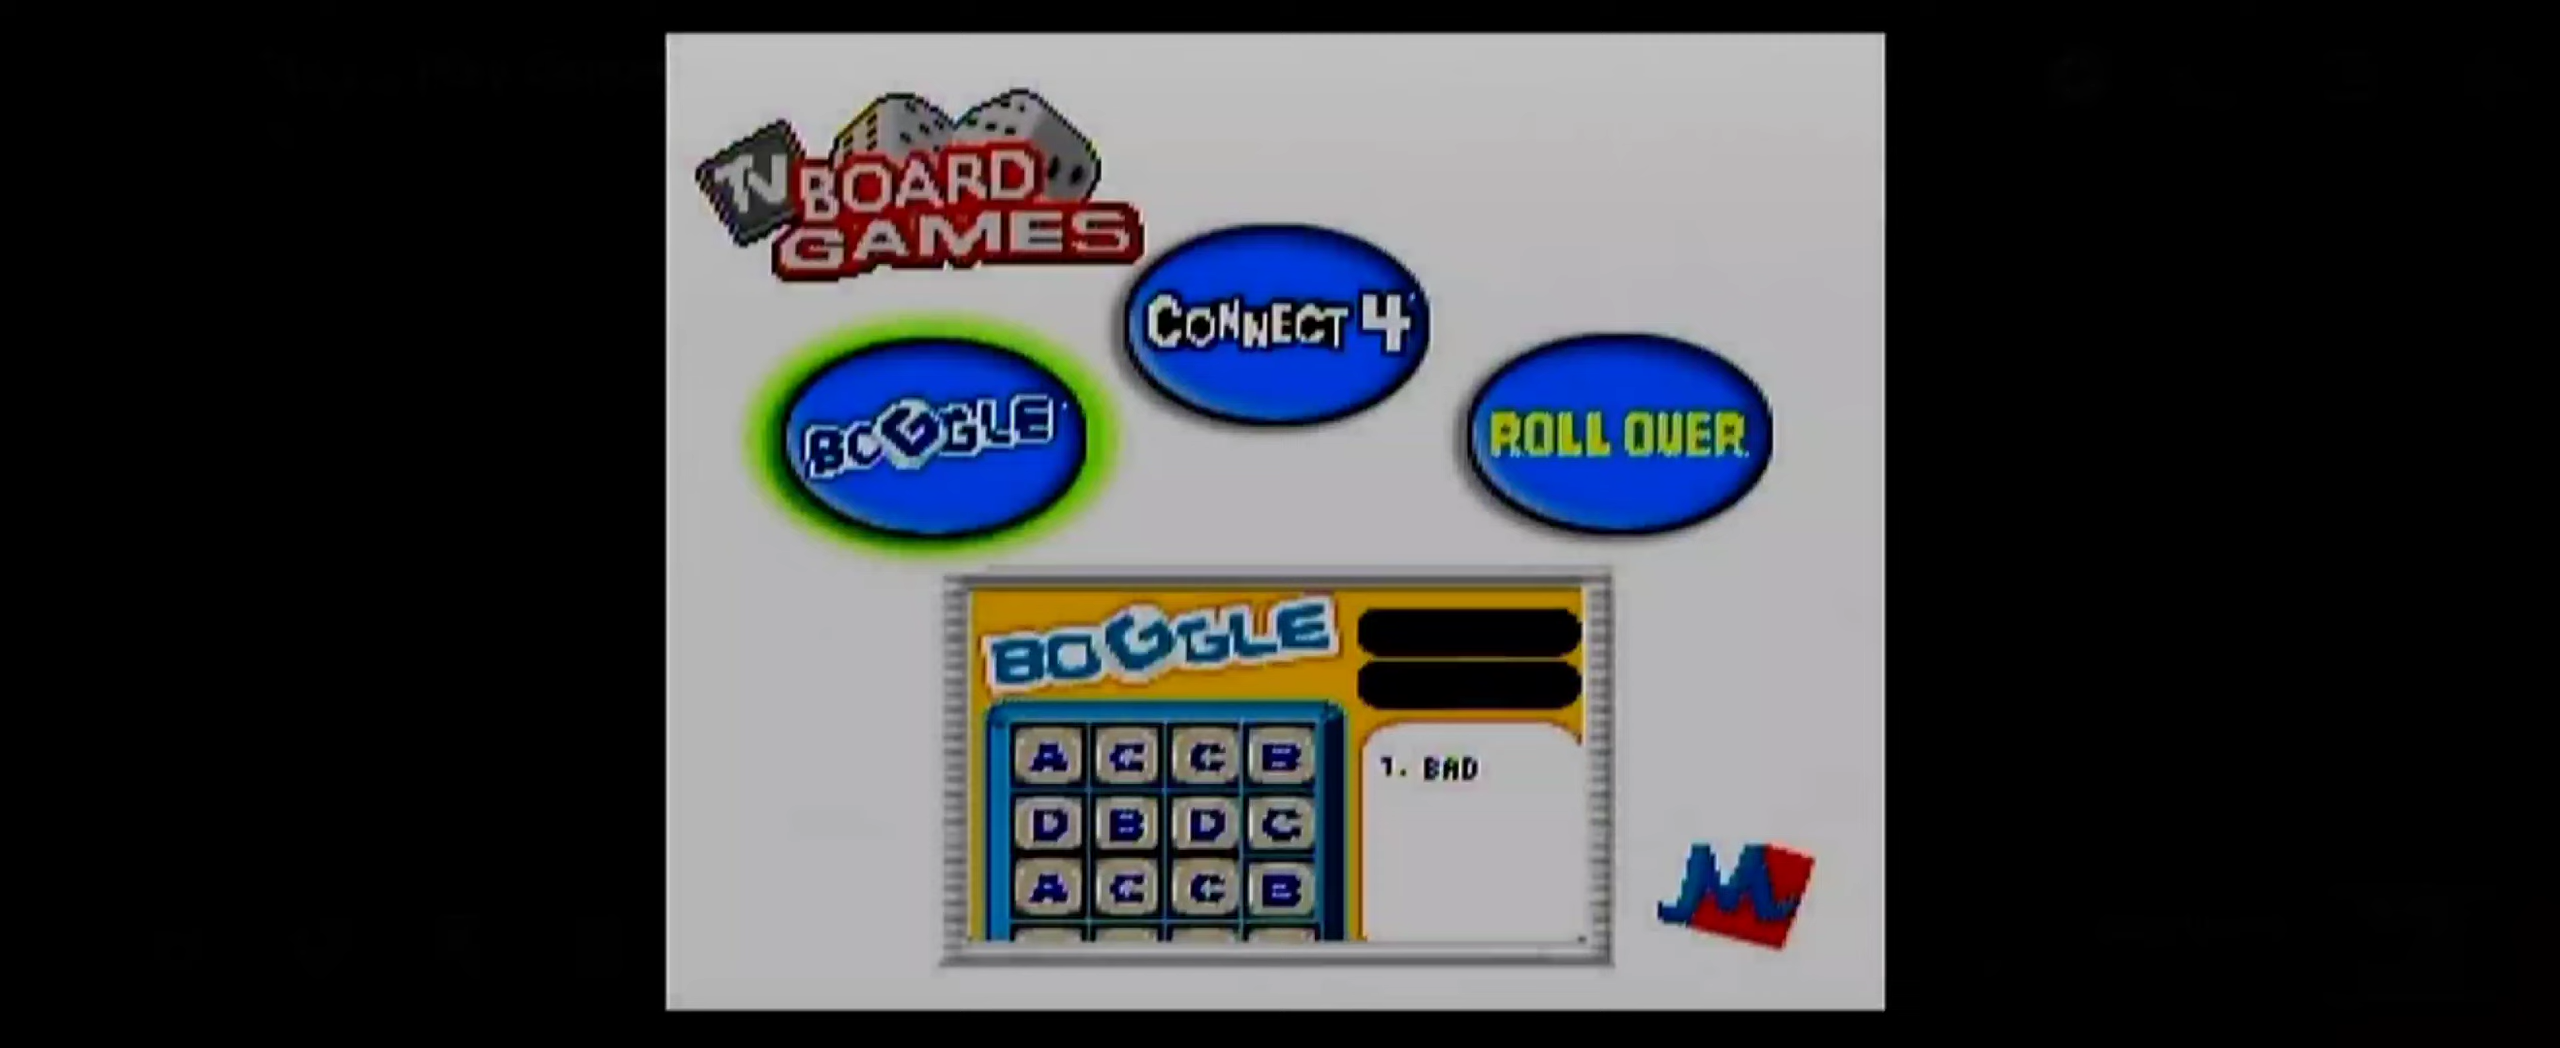 TV BOARD
GAMES
CONNECT 4
BOGGLE
ROLL OVER
BOGGLE
A C C B
1. BAD
D B D C
A C C B
M